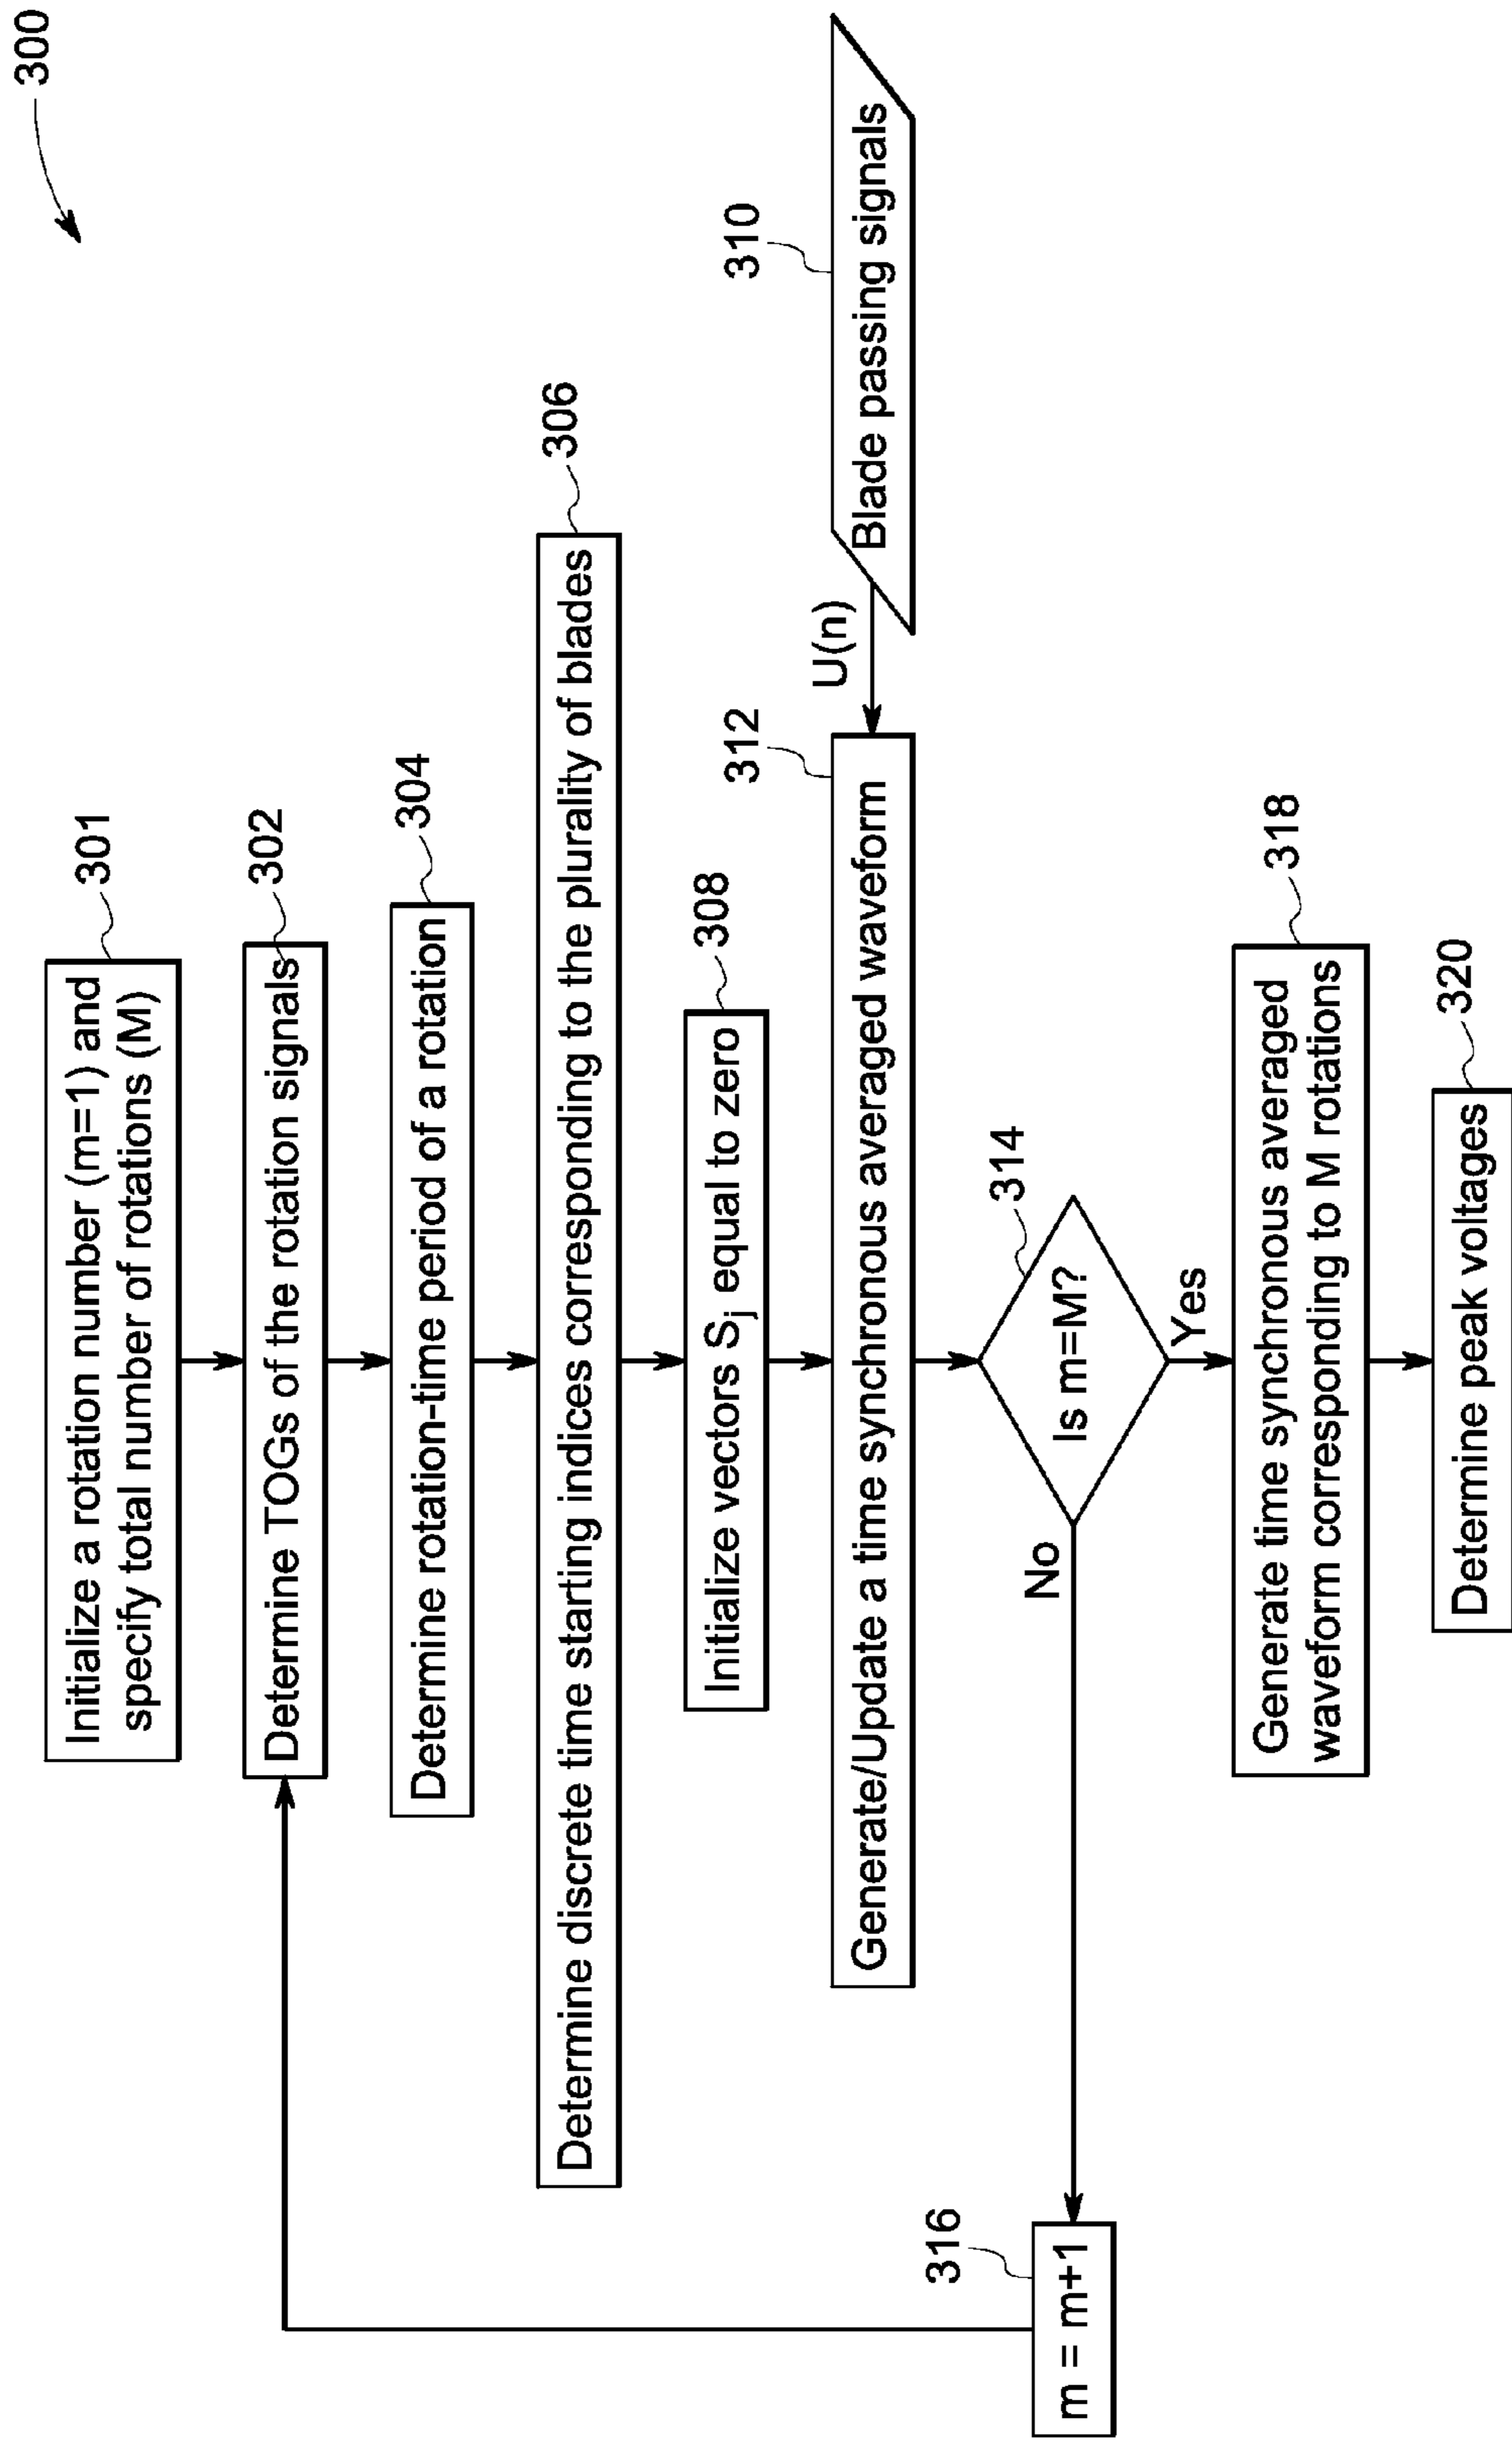 300
301
Initialize a rotation number (m=1) and
specify total number of rotations (M)
302
Determine TOGs of the rotation signals
304
Determine rotation-time period of a rotation
306
Determine discrete time starting indices corresponding to the plurality of blades
308
Initialize vectors Sj equal to zero
310
Blade passing signals
U(n)
312
Generate/Update a time synchronous averaged waveform
314
Is m=M?
No
Yes
316
m = m+1
318
Generate time synchronous averaged
waveform corresponding to M rotations
320
Determine peak voltages